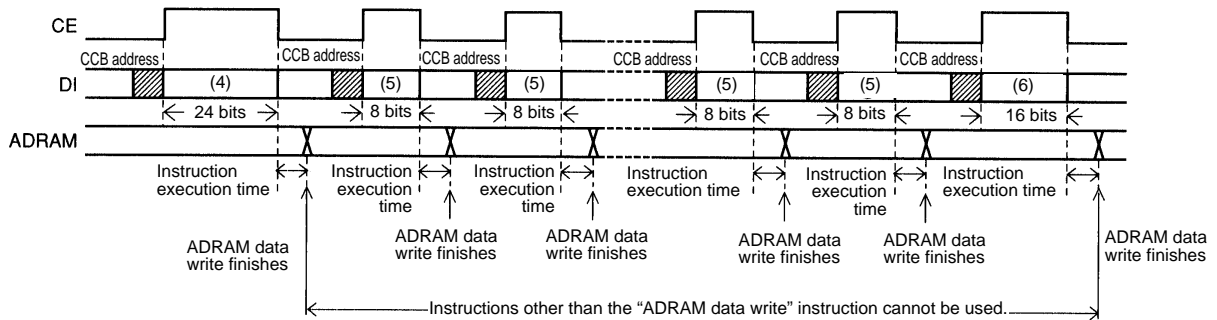 CE
CCB address CCB address CCB address CCB address CCB address CCB address
DI (4) (5) (5) (5) (5) (6)
24 bits 8 bits 8 bits 8 bits 8 bits 16 bits
ADRAM
Instruction execution time
Instruction execution time
Instruction execution time
Instruction execution time
Instruction execution time
Instruction execution time
ADRAM data write finishes
ADRAM data write finishes
ADRAM data write finishes
ADRAM data write finishes
ADRAM data write finishes
ADRAM data write finishes
Instructions other than the “ADRAM data write” instruction cannot be used.